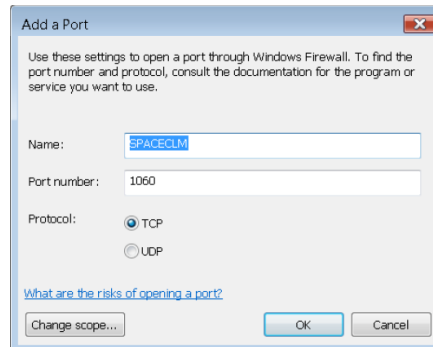 Add a Port
Use these settings to open a port through Windows Firewall. To find the
port number and protocol, consult the documentation for the program or
service you want to use.
Name: SPACECLM
Port number: 1060
Protocol: TCP
UDP
What are the risks of opening a port?
Change scope... OK Cancel